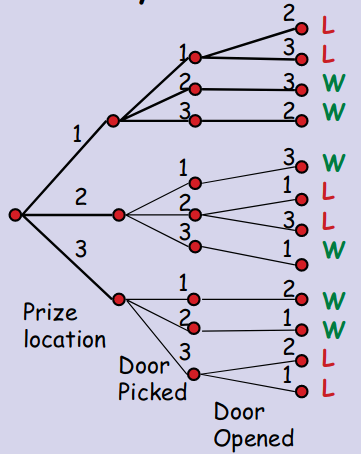 2 L
1 3 L
2 3 W
3 2 W
1
1 3 W
2 2 1 L
3 L
3 3 1 W
1 2 W
2 1 W
3 2 L
1 L
Prize
location
Door
Picked
Door
Opened